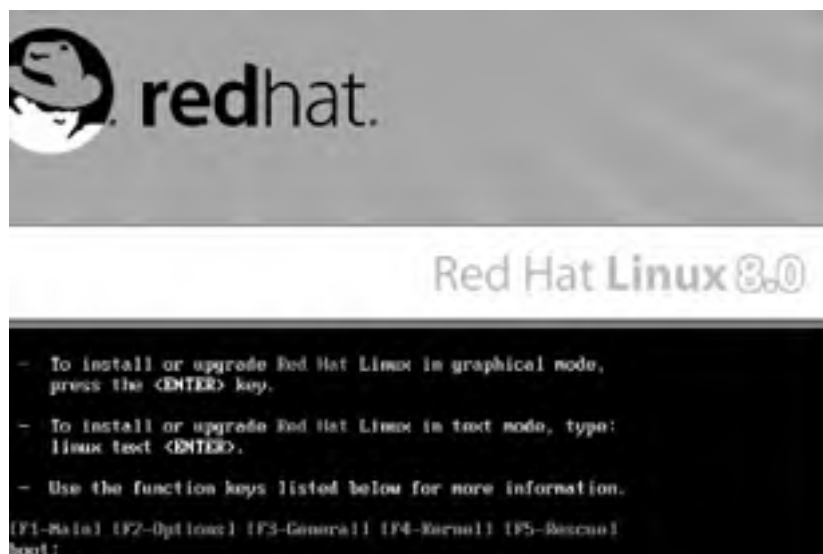 redhat.
Red Hat Linux 8.0
- To install or upgrade Red Hat Linux in graphical mode,
press the <ENTER> key.
- To install or upgrade Red Hat Linux in text mode, type:
linux text <ENTER>.
- Use the function keys listed below for more information.
[F1-Main] [F2-Options] [F3-General] [F4-Kernel] [F5-Rescue]
boot: